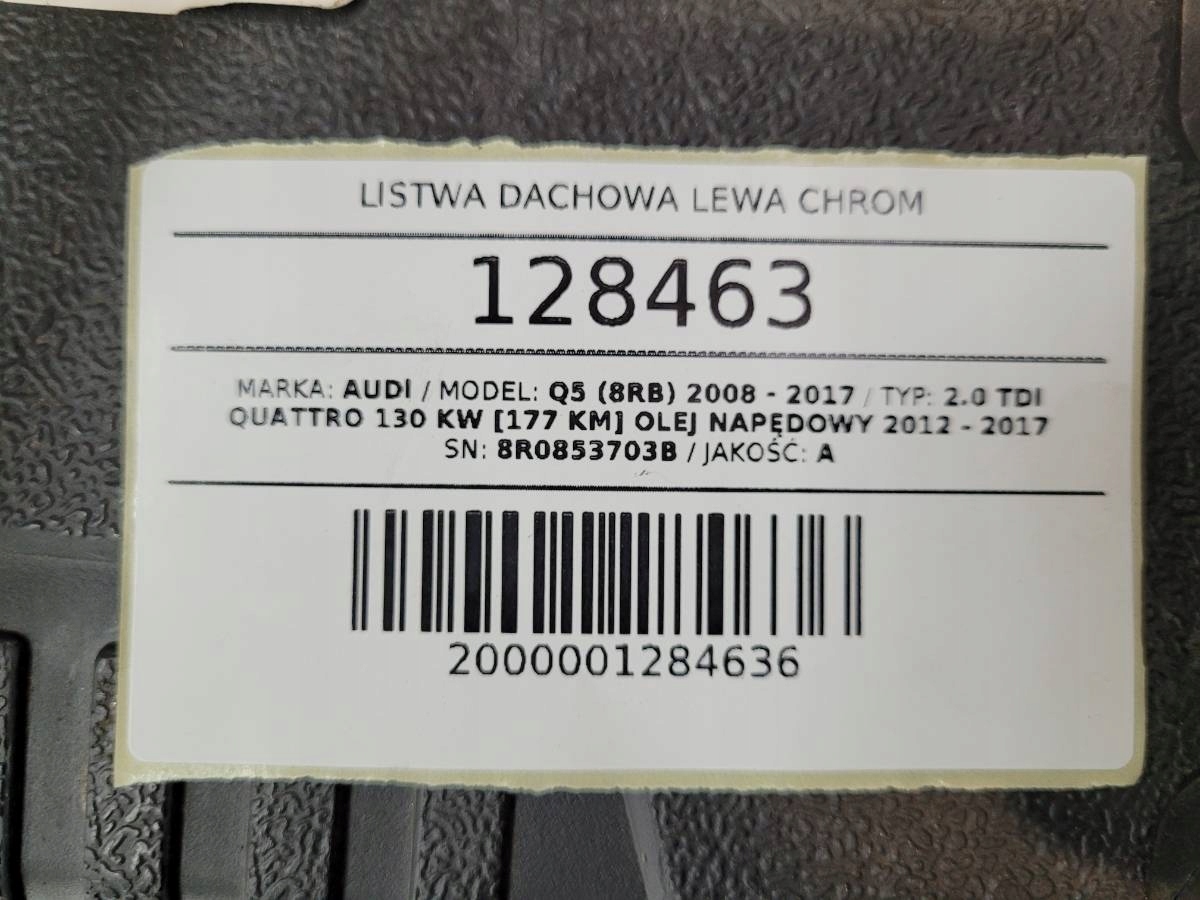 LISTWA DACHOWA LEWA CHROM
128463
MARKA: AUDI / MODEL: Q5 (8RB) 2008 - 2017 / TYP: 2.0 TDI
QUATTRO 130 KW [177 KM] OLEJ NAPĘDOWY 2012 - 2017
SN: 8R0853703B / JAKOŚĆ: A
2000001284636